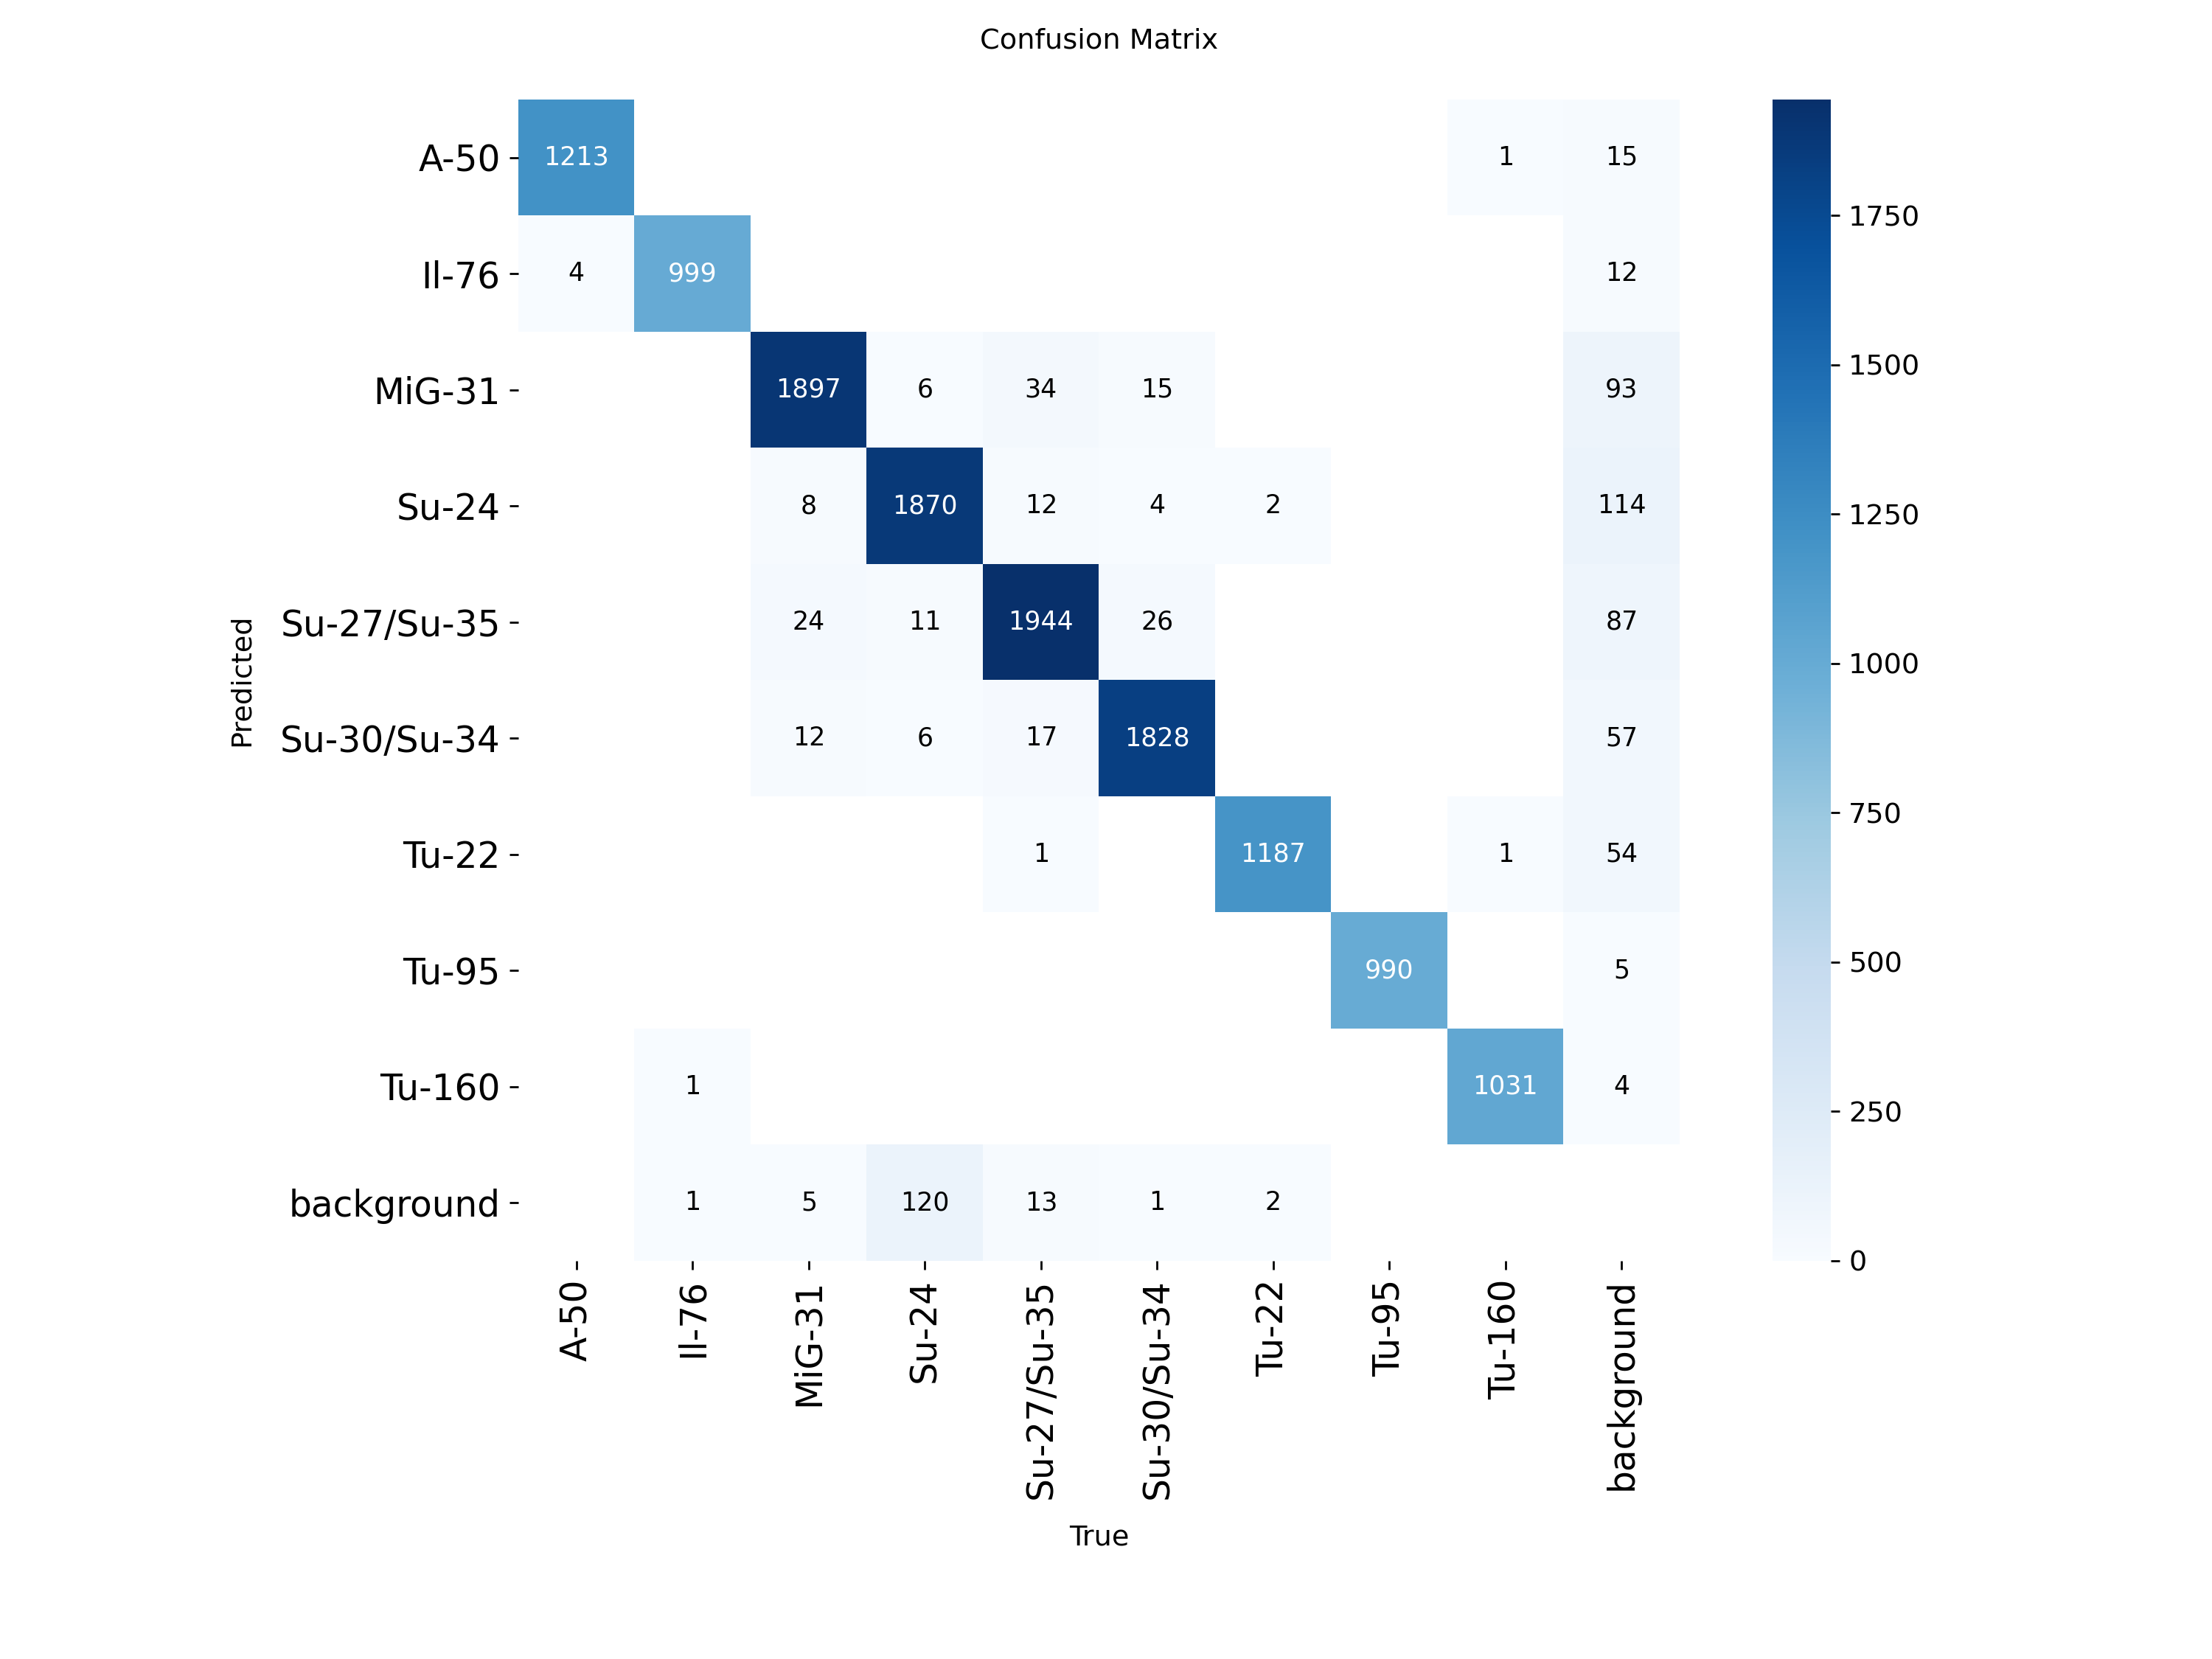 Confusion Matrix
A-50 1213 1 15
Il-76 4 999 12
MiG-31 1897 6 34 15 93
Su-24 8 1870 12 4 2 114
Su-27/Su-35 24 11 1944 26 87
Su-30/Su-34 12 6 17 1828 57
Tu-22 1 1187 1 54
Tu-95 990 5
Tu-160 1 1031 4
background 1 5 120 13 1 2
Predicted
A-50 Il-76 MiG-31 Su-24 Su-27/Su-35 Su-30/Su-34 Tu-22 Tu-95 Tu-160 background
True
1750
1500
1250
1000
750
500
250
0